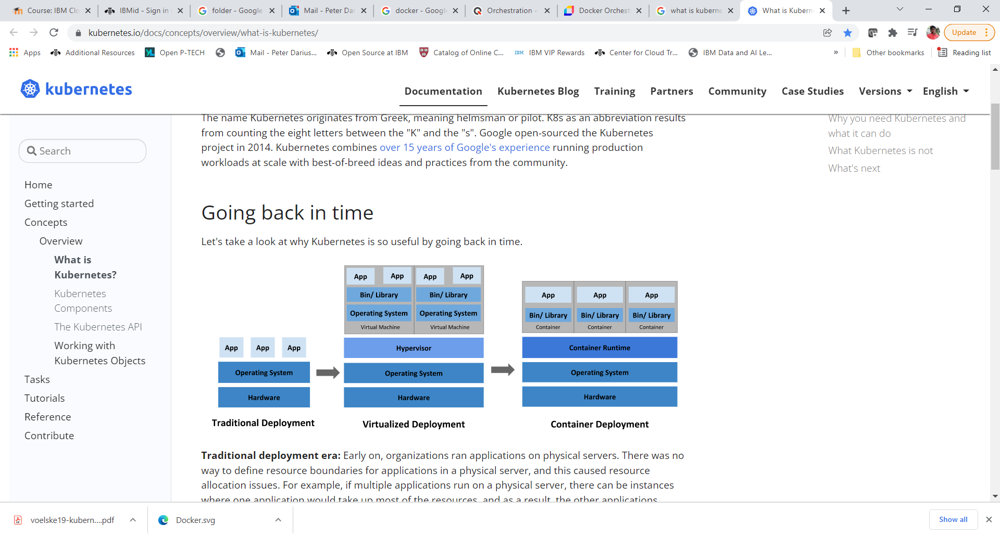 Course: IBM Clo
IBMid - Sign in
folder - Google
Mail - Peter Da
docker - Googl
Orchestration -
Docker Orchest
what is kuberne
What is Kubern
kubernetes.io/docs/concepts/overview/what-is-kubernetes/
Update
Apps
Additional Resources
YL
Open P-TECH
Mail - Peter Darius...
Open Source at IBM
Catalog of Online C...
IBM
IBM VIP Rewards
Center for Cloud Tr...
IBM Data and AI Le...
»
Other bookmarks
Reading list
kubernetes
Documentation
Kubernetes Blog
Training
Partners
Community
Case Studies
Versions
English
Search
Home
Getting started
Concepts
Overview
What is
Kubernetes?
Kubernetes
Components
The Kubernetes API
Working with
Kubernetes Objects
Tasks
Tutorials
Reference
Contribute
The name Kubernetes originates from Greek, meaning helmsman or pilot. K8s as an abbreviation results
from counting the eight letters between the "K" and the "s". Google open-sourced the Kubernetes
project in 2014. Kubernetes combines over 15 years of Google's experience running production
workloads at scale with best-of-breed ideas and practices from the community.
Going back in time
Let's take a look at why Kubernetes is so useful by going back in time.
App
App
App
Operating System
Hardware
Traditional Deployment
App
App
App
App
Bin/ Library
Bin/ Library
Operating System
Operating System
Virtual Machine
Virtual Machine
Hypervisor
Operating System
Hardware
Virtualized Deployment
App
App
App
Bin/ Library
Bin/ Library
Bin/ Library
Container
Container
Container
Container Runtime
Operating System
Hardware
Container Deployment
Traditional deployment era: Early on, organizations ran applications on physical servers. There was no
way to define resource boundaries for applications in a physical server, and this caused resource
allocation issues. For example, if multiple applications run on a physical server, there can be instances
where one application would take up most of the resources, and as a result, the other applications
Why you need Kubernetes and
what it can do
What Kubernetes is not
What's next
voelske19-kubern....pdf
Docker.svg
Show all